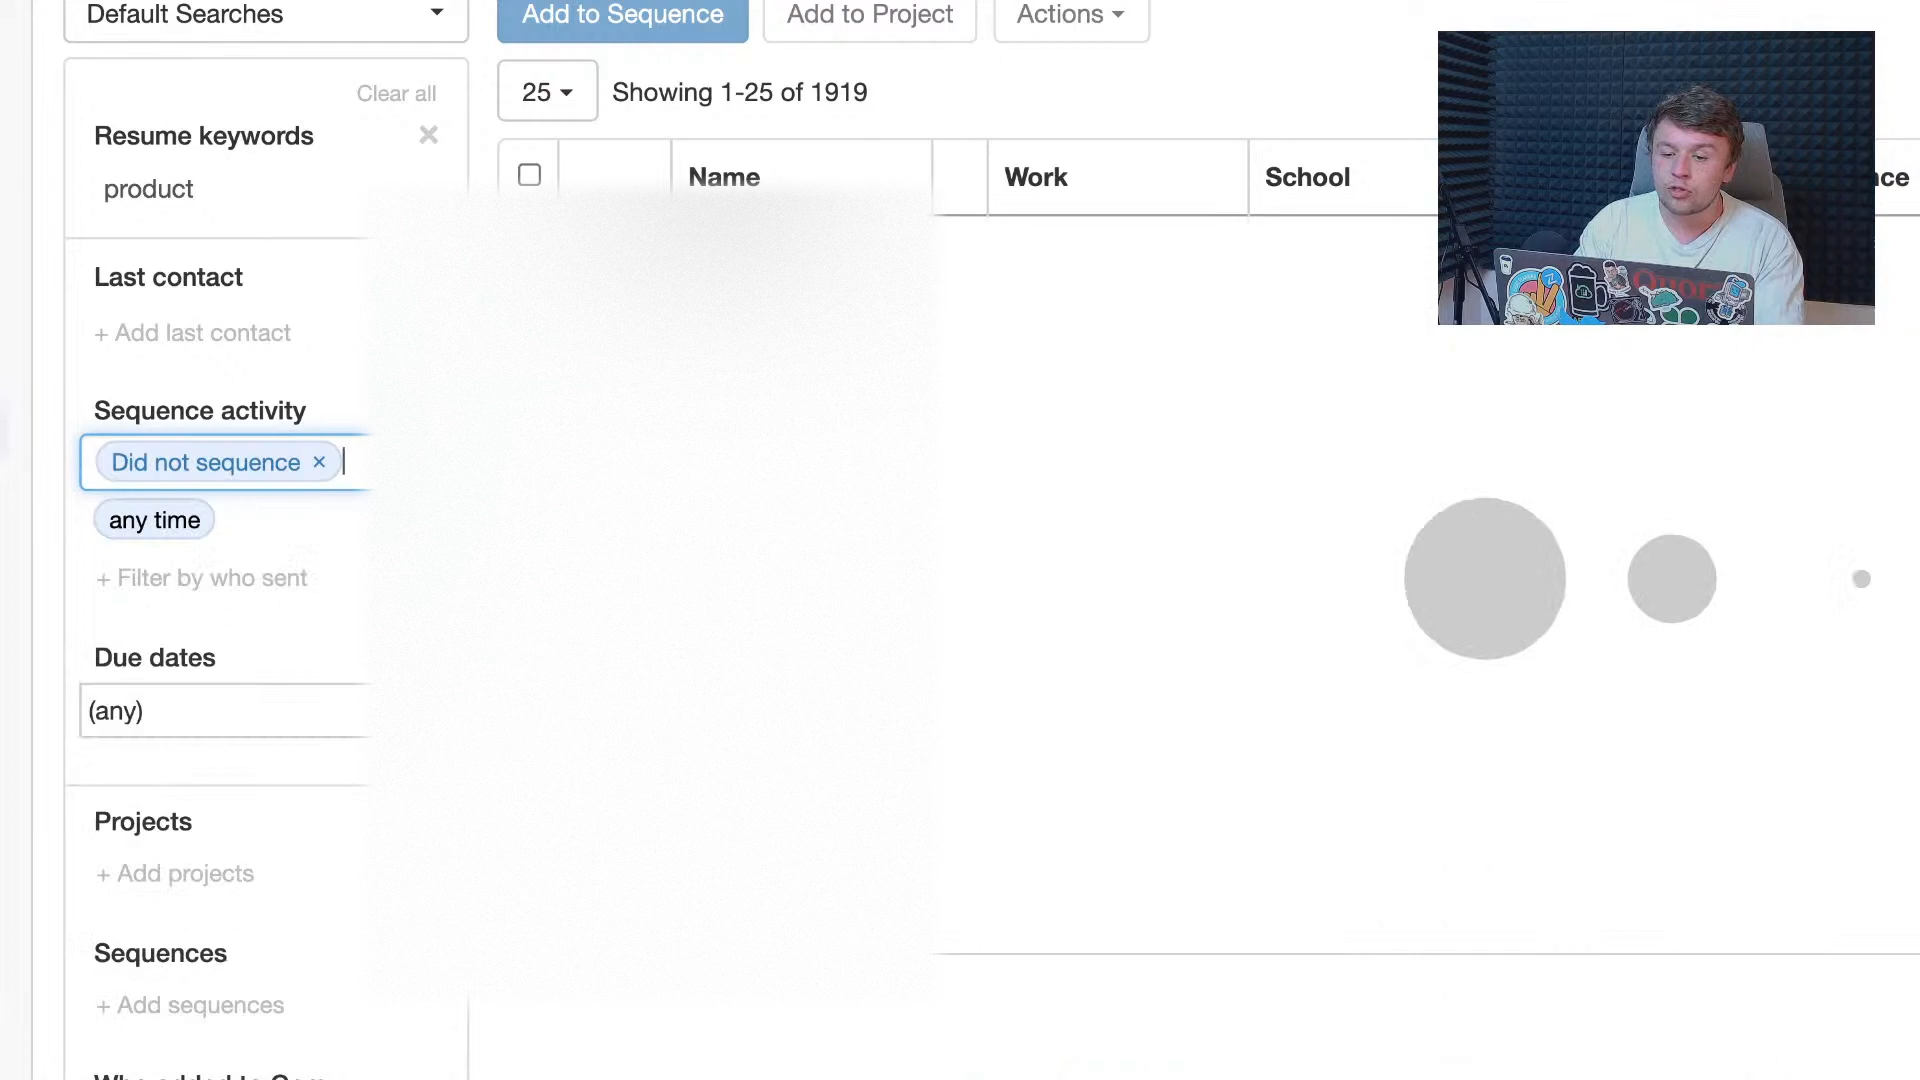 Default Searches
Add to Sequence
Add to Project
Actions
Clear all
25
Showing 1-25 of 1919
Resume keywords
product
Name
Work
School
Last contact
+ Add last contact
Sequence activity
Did not sequence ×
any time
+ Filter by who sent
Due dates
(any)
Projects
+ Add projects
Sequences
+ Add sequences